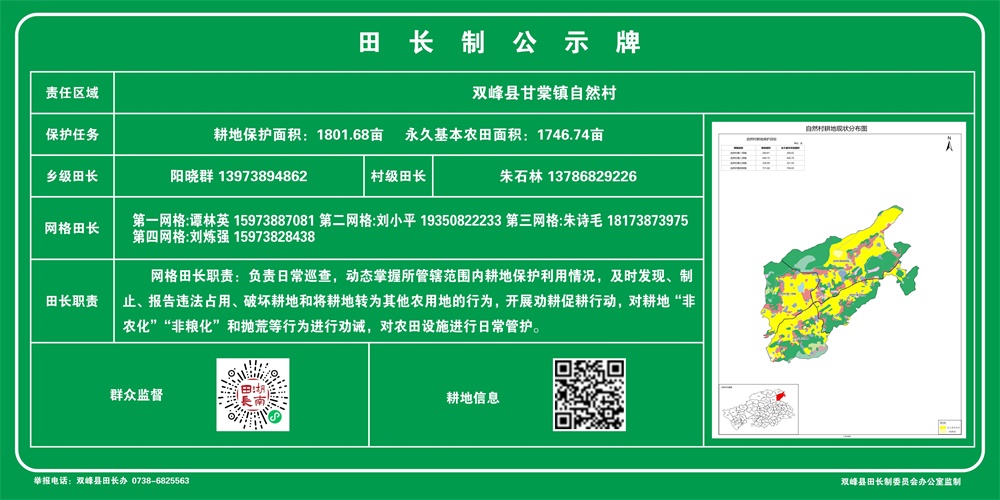 田长制公示牌
责任区域 双峰县甘棠镇自然村
保护任务 耕地保护面积：1801.68亩 永久基本农田面积：1746.74亩
乡级田长 阳晓群 13973894862 村级田长 朱石林 13786829226
网格田长 第一网格:谭林英 15973887081 第二网格:刘小平 19350822233 第三网格:朱诗毛 18173873975
第四网格:刘炼强 15973828438
田长职责 网格田长职责：负责日常巡查，动态掌握所管辖范围内耕地保护利用情况，及时发现、制
止、报告违法占用、破坏耕地和将耕地转为其他农用地的行为，开展劝耕促耕行动，对耕地“非
农化”“非粮化”和抛荒等行为进行劝诫，对农田设施进行日常管护。
群众监督
湖南田長
耕地信息
自然村耕地现状分布图
N
举报电话：双峰县田长办 0738-6825563
双峰县田长制委员会办公室监制